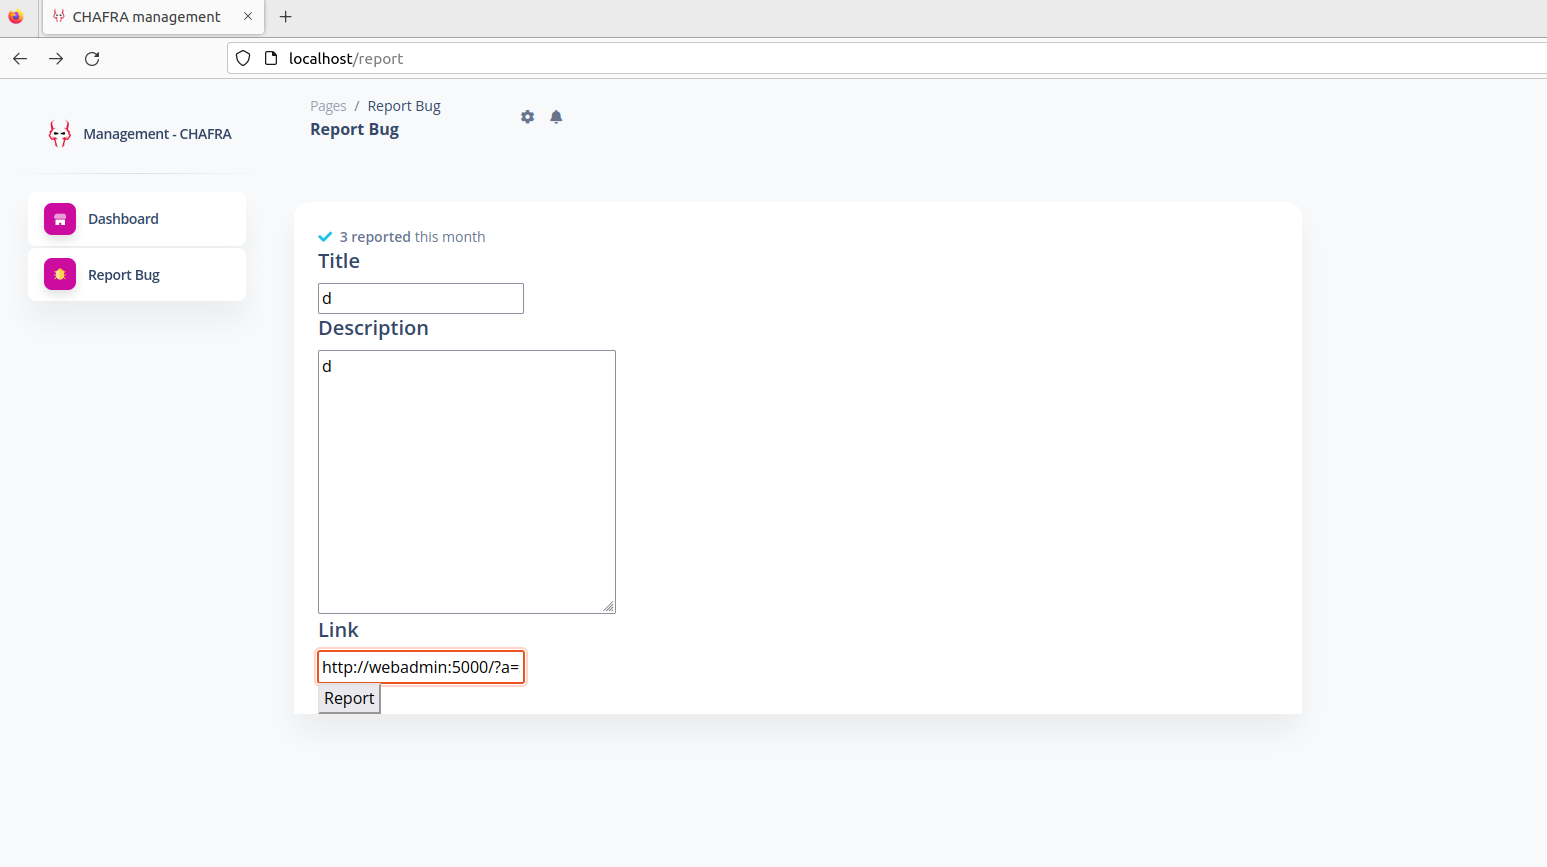 CHAFRA management
localhost/report
Pages / Report Bug
Report Bug
Management - CHAFRA
Dashboard
Report Bug
3 reported this month
Title
d
Description
d
Link
http://webadmin:5000/?a=
Report